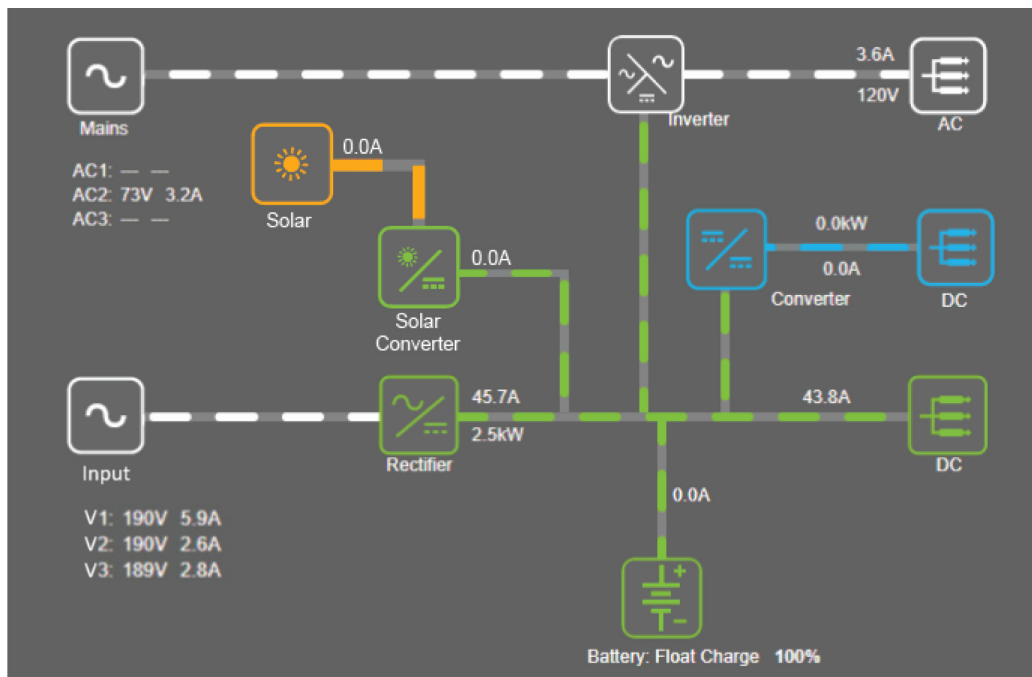 3.6A
120V
Mains
Inverter
AC
AC1: — —
AC2: 73V 3.2A
AC3: — —
0.0A
Solar
0.0A
Solar
Converter
0.0kW
0.0A
Converter
DC
45.7A
2.5kW
Rectifier
43.8A
DC
Input
V1: 190V 5.9A
V2: 190V 2.6A
V3: 189V 2.8A
0.0A
Battery: Float Charge 100%